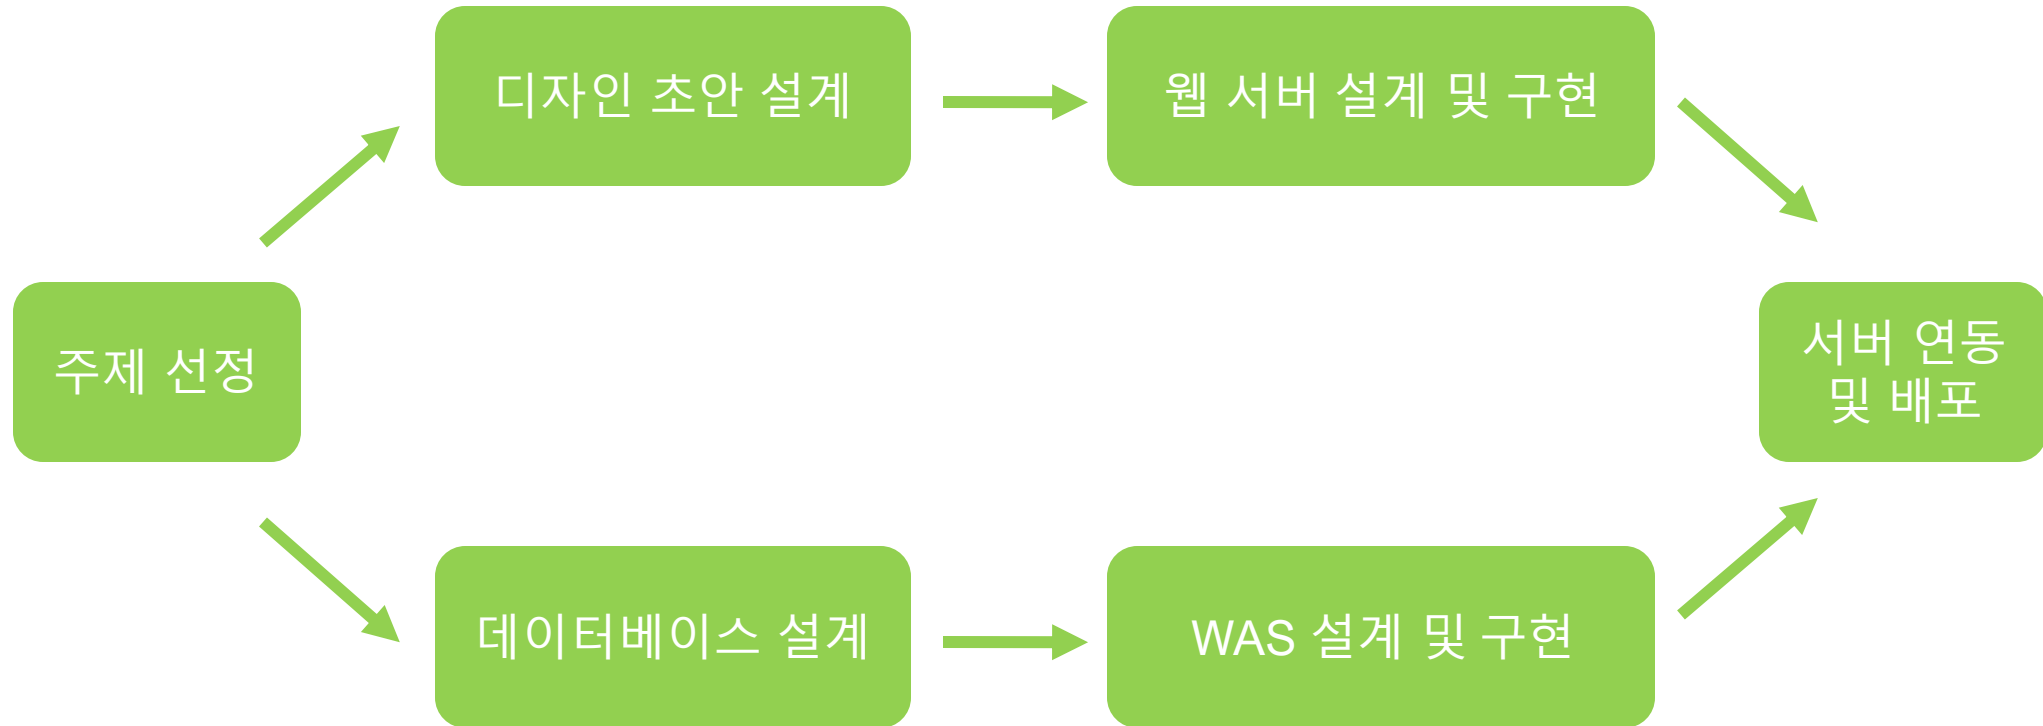 디자인 초안 설계
웹 서버 설계 및 구현
주제 선정
서버 연동
및 배포
데이터베이스 설계
WAS 설계 및 구현